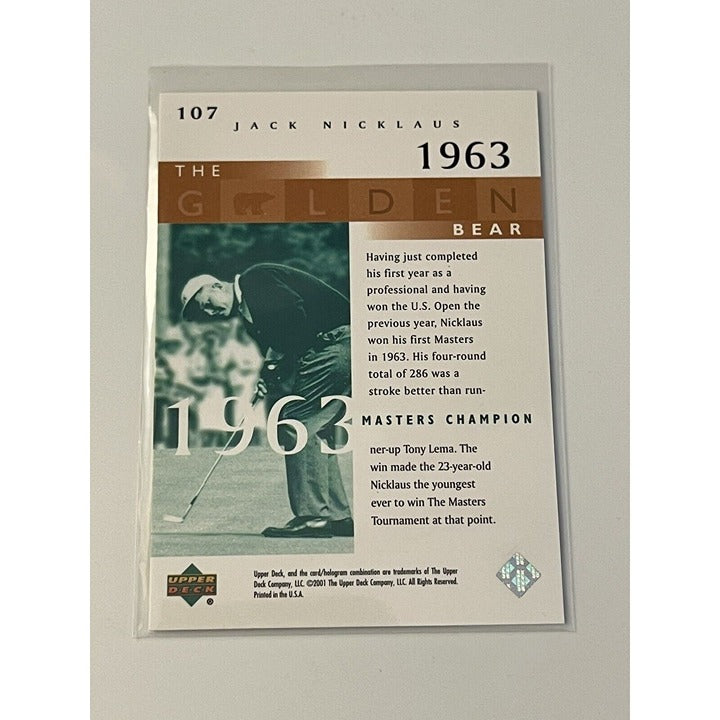 107
JACK NICKLAUS
1963
THE
GOLDEN
BEAR
Having just completed
his first year as a
professional and having
won the U.S. Open the
previous year, Nicklaus
won his first Masters
in 1963. His four-round
total of 286 was a
stroke better than run-
1963
MASTERS CHAMPION
ner-up Tony Lema. The
win made the 23-year-old
Nicklaus the youngest
ever to win The Masters
Tournament at that point.
UPPER
DECK
Upper Deck, and the card/hologram combination are trademarks of The Upper
Deck Company, LLC. ©2001 The Upper Deck Company, LLC. All Rights Reserved.
Printed in the U.S.A.